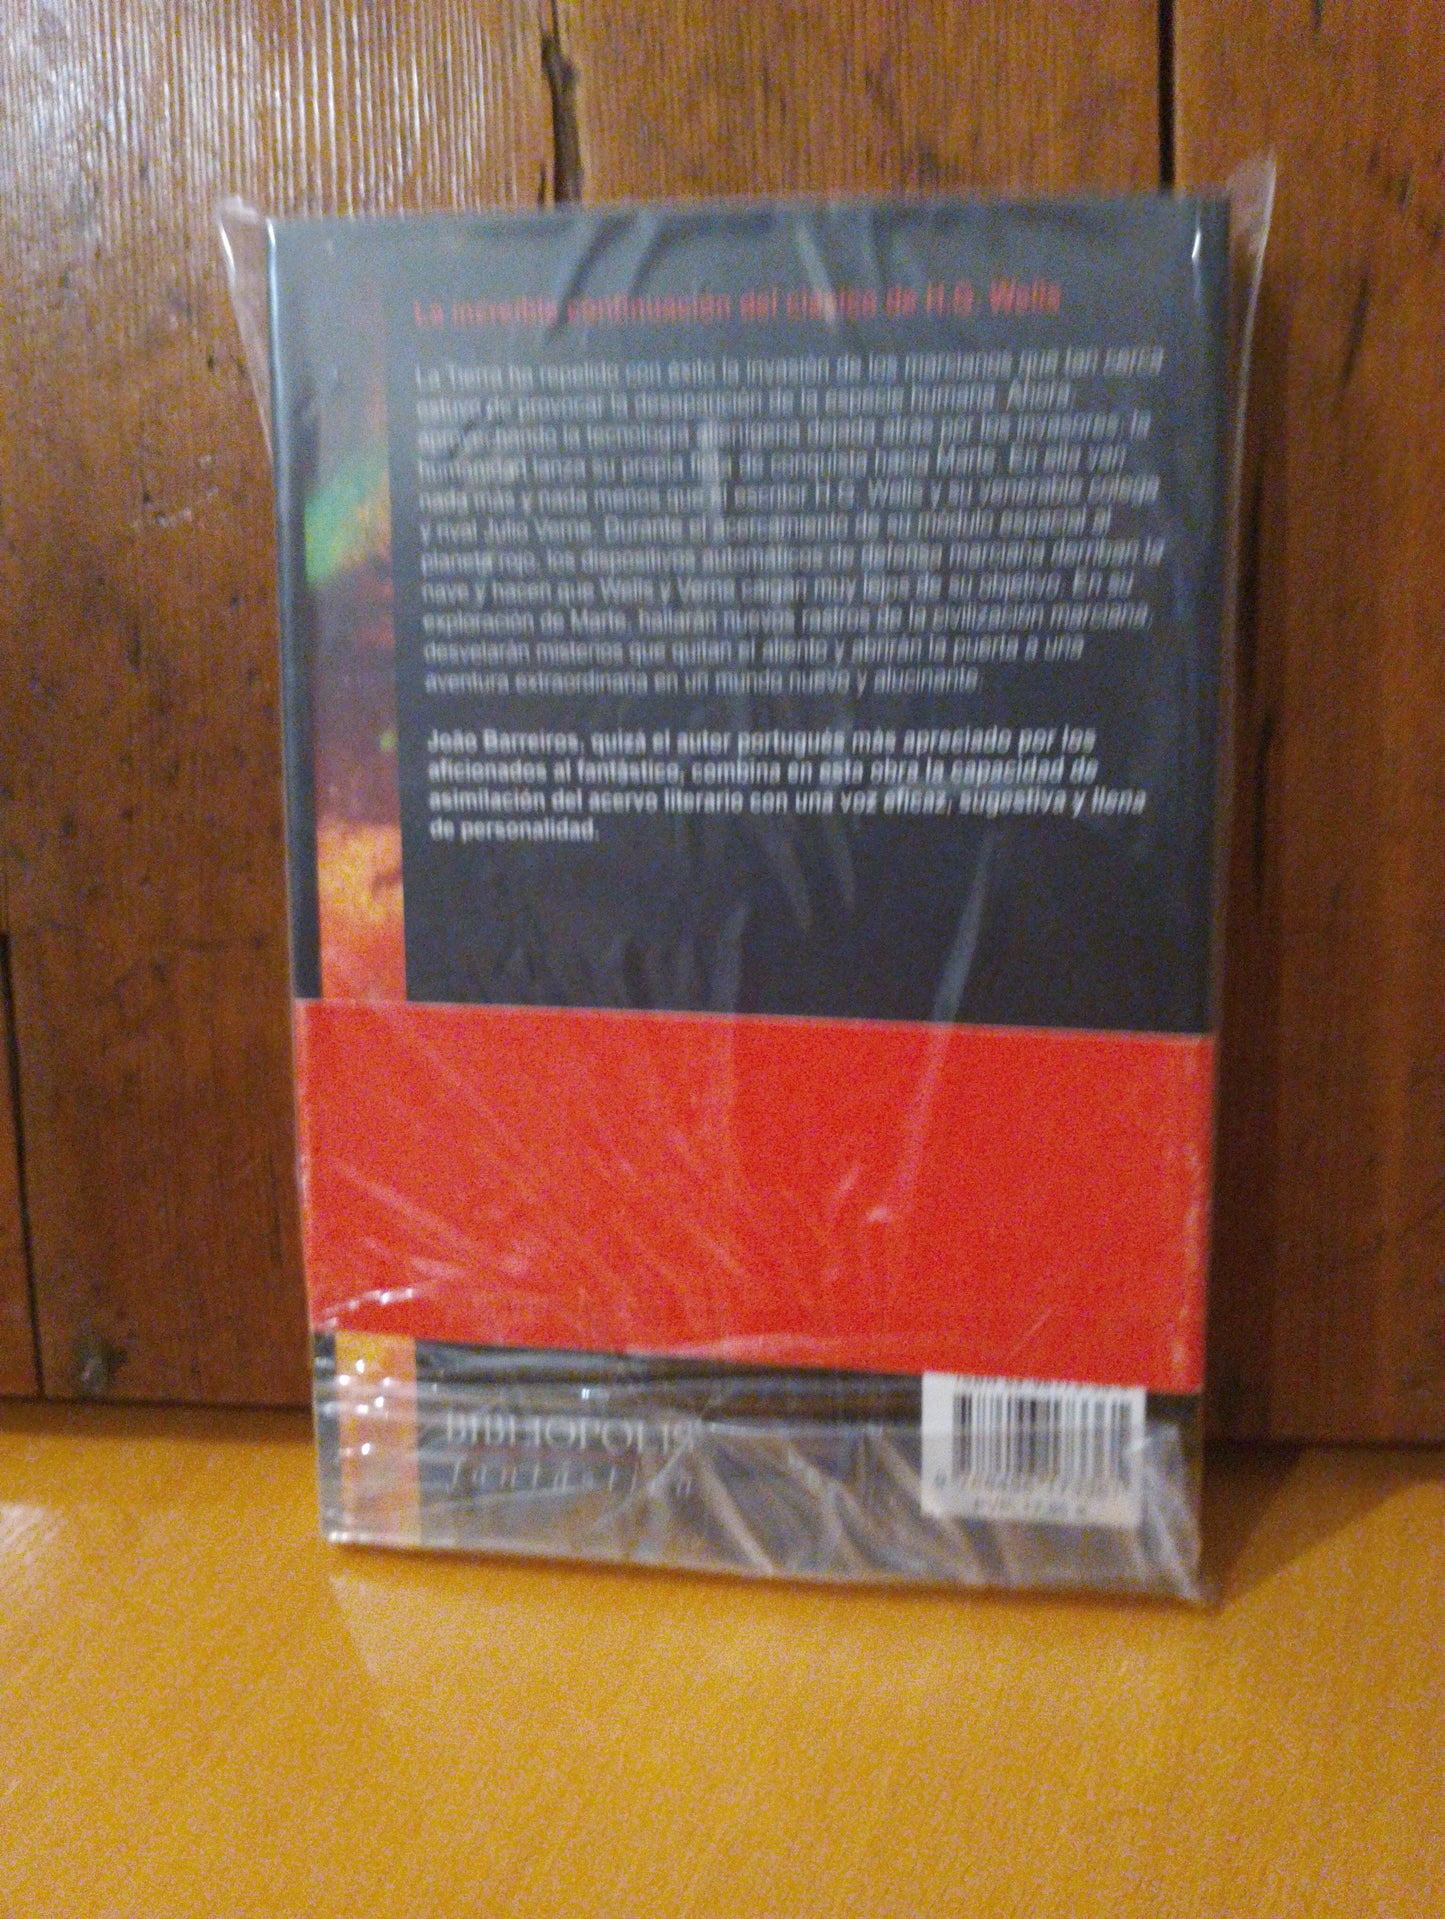 La increíble continuación del clásico de H.G. Wells
La Tierra ha repelido con éxito la invasión de los marcianos que tan cerca
estuvo de provocar la desaparición de la especie humana. Ahora,
aprovechando la tecnología alienígena dejada atrás por los invasores, la
humanidad lanza su propia flota de conquista hacia Marte. En ella van
nada más y nada menos que el escritor H.G. Wells y su venerable colega
y rival Julio Verne. Durante el acercamiento de su módulo espacial al
planeta rojo, los dispositivos automáticos de defensa marciana derriban la
nave y hacen que Wells y Verne caigan muy lejos de su objetivo. En su
exploración de Marte, hallarán nuevos rastros de la civilización marciana,
desvelarán misterios que quitan el aliento y abrirán la puerta a una
aventura extraordinaria en un mundo nuevo y alucinante.
João Barreiros, quizá el autor portugués más apreciado por los
aficionados al fantástico, combina en esta obra la capacidad de
asimilación del acervo literario con una voz eficaz, sugestiva y llena
de personalidad.
BIBLIOPOLIS